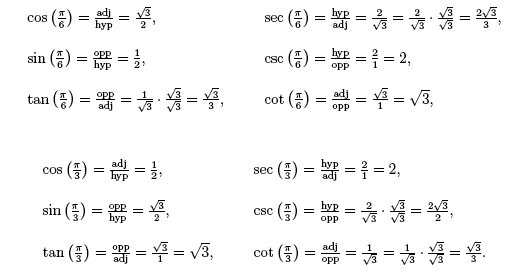 cos(π/6) = adj/hyp = √3/2, sec(π/6) = hyp/adj = 2/√3 = 2/√3 · √3/√3 = 2√3/3,
sin(π/6) = opp/hyp = 1/2, csc(π/6) = hyp/opp = 2/1 = 2,
tan(π/6) = opp/adj = 1/√3 · √3/√3 = √3/3, cot(π/6) = adj/opp = √3/1 = √3,
cos(π/3) = adj/hyp = 1/2, sec(π/3) = hyp/adj = 2/1 = 2,
sin(π/3) = opp/hyp = √3/2, csc(π/3) = hyp/opp = 2/√3 · √3/√3 = 2√3/2,
tan(π/3) = opp/adj = √3/1 = √3, cot(π/3) = adj/opp = 1/√3 = 1/√3 · √3/√3 = √3/3.